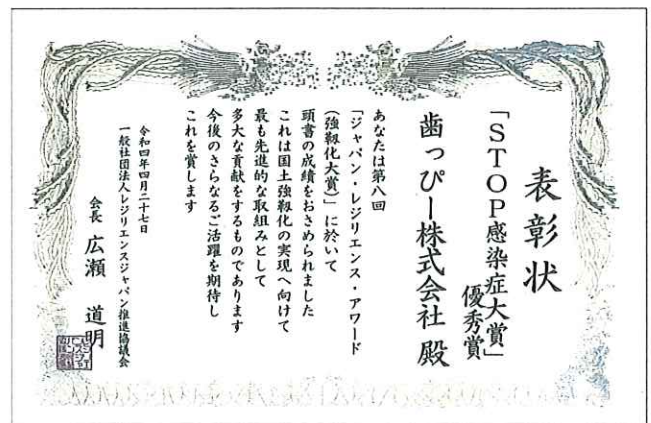 表彰状
「STOP感染症大賞」
優秀賞
歯っぴー株式会社 殿
あなたは第八回
「ジャパン・レジリエンス・アワード
(強靱化大賞)」に於いて
頭書の成績をおさめられました
これは国土強靱化の実現へ向けて
最も先進的な取組みとして
多大な貢献をするものであります
今後のさらなるご活躍を期待し
これを賞します
令和四年四月二十七日
一般社団法人レジリエンスジャパン推進協議会
会長 広瀬 道明